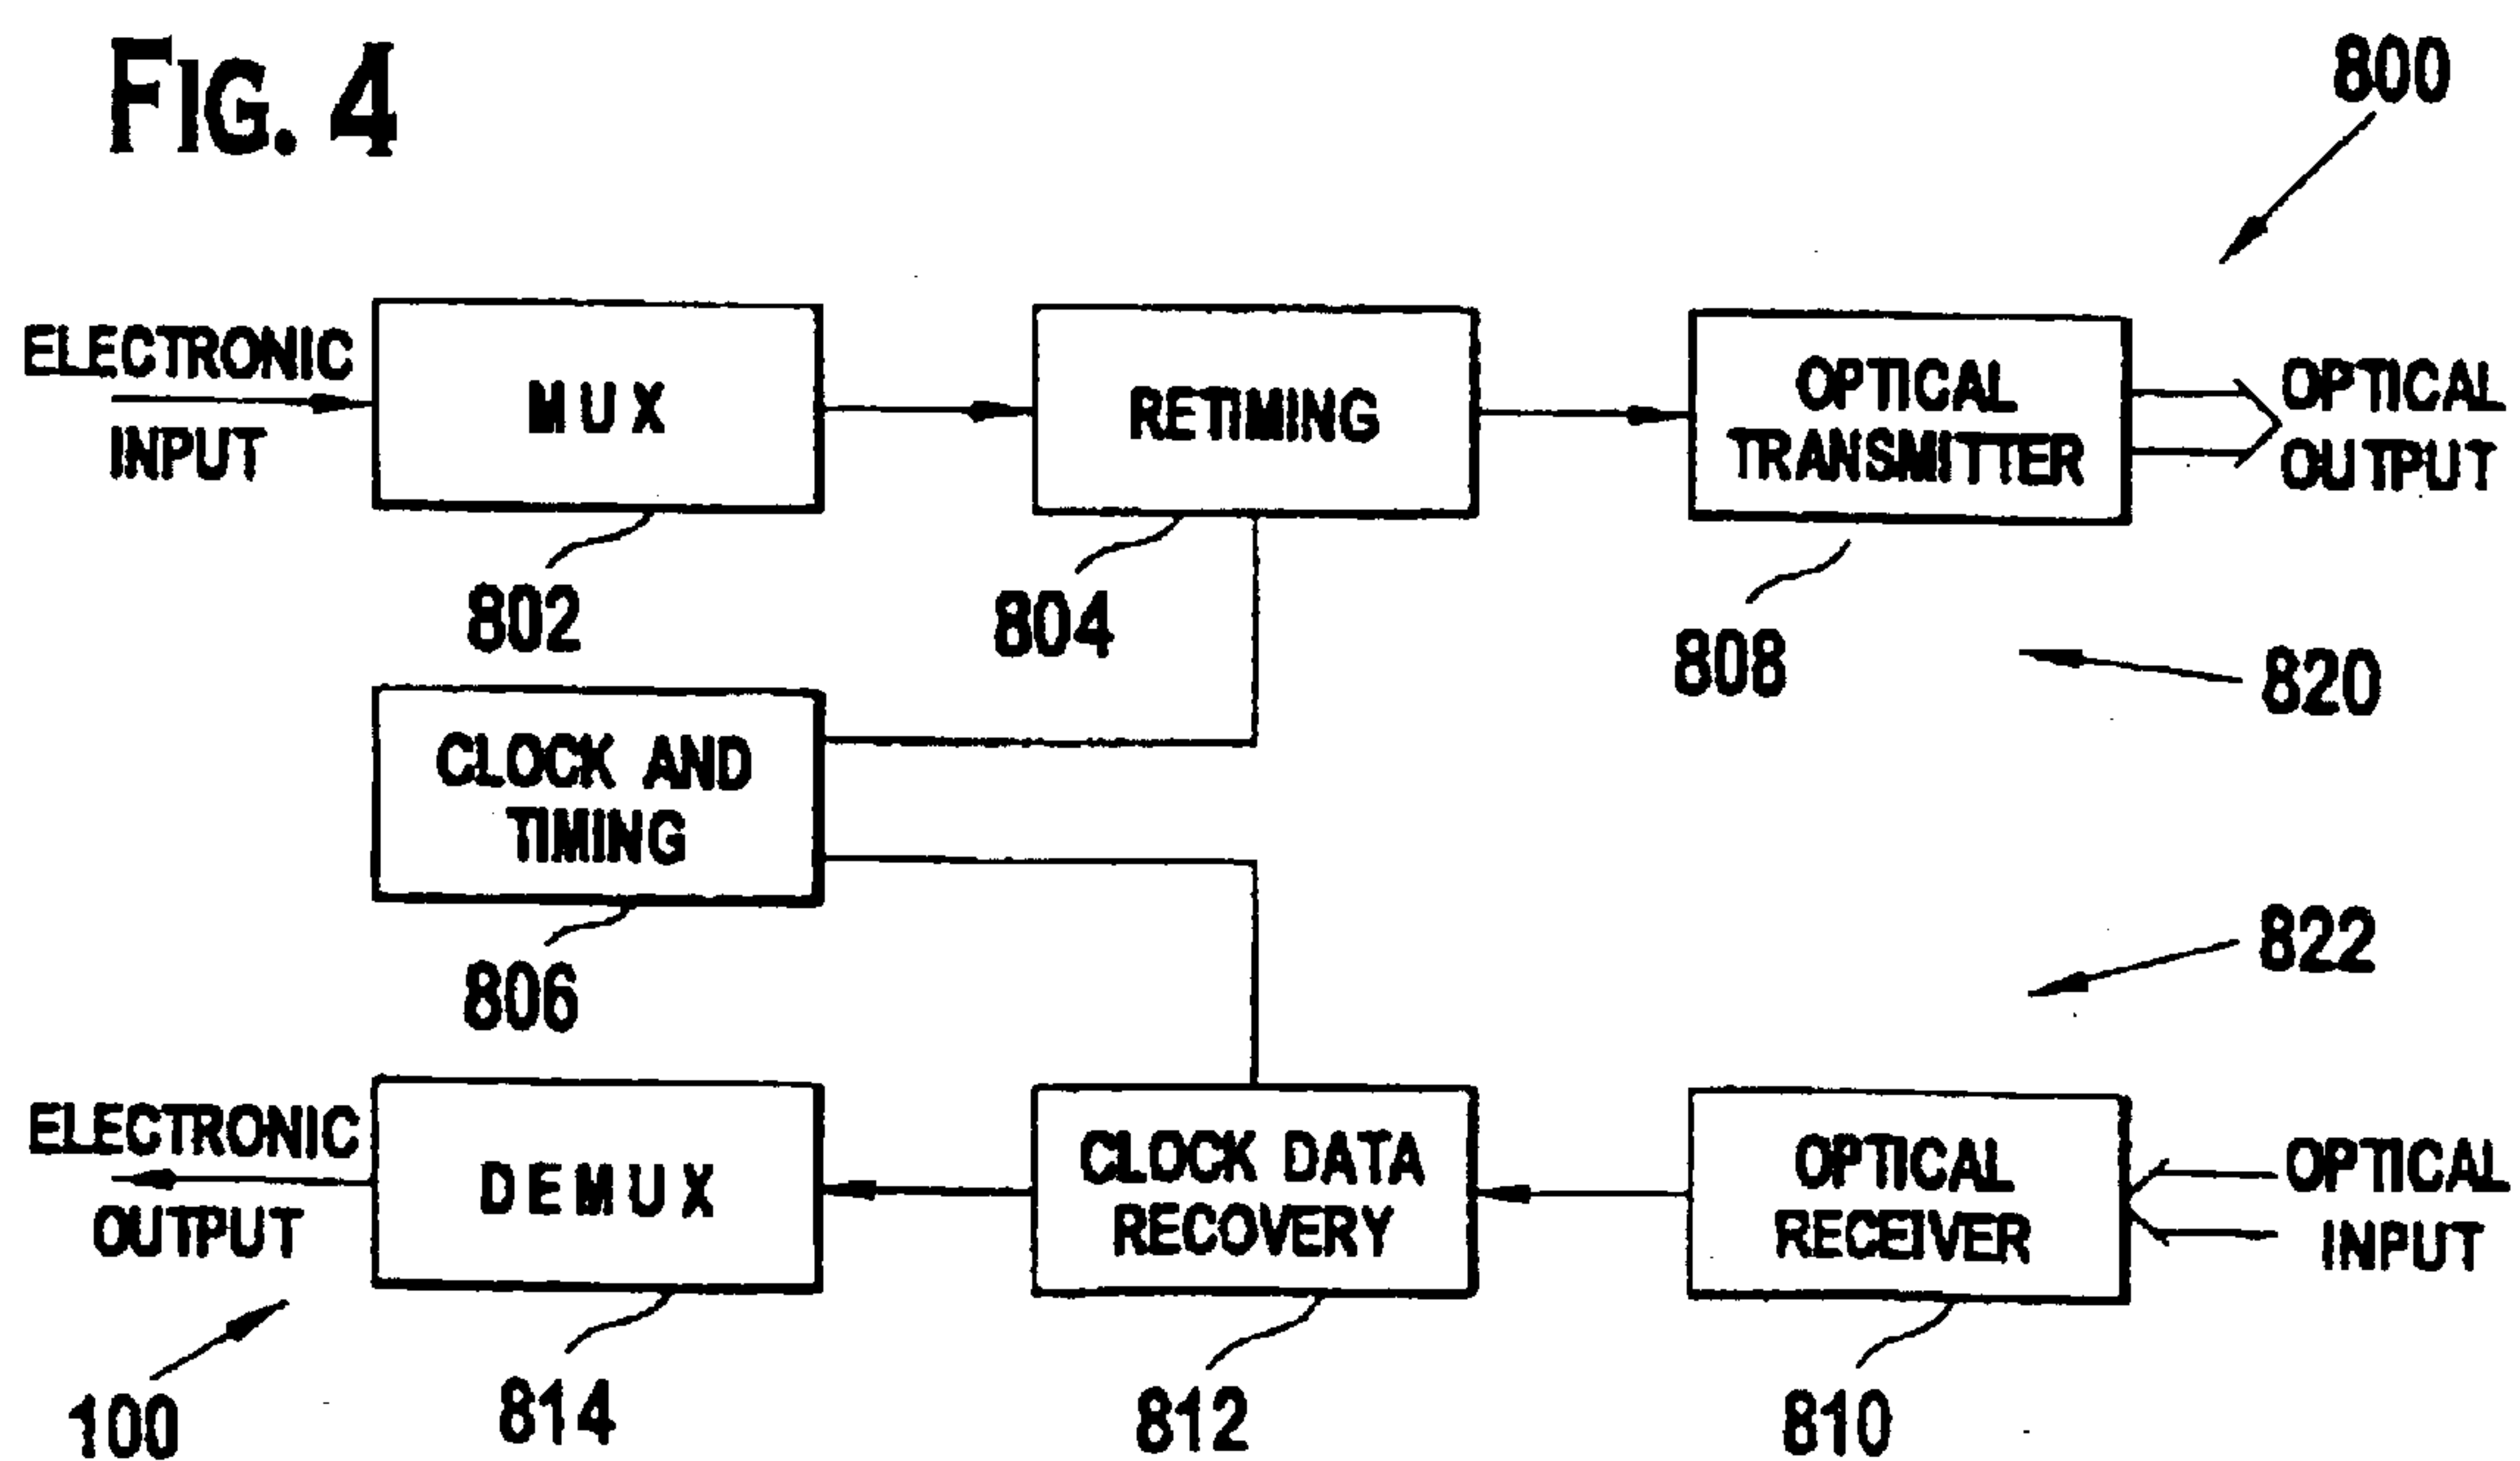 FIG. 4
800
ELECTRONIC
INPUT
MUX
RETIMING
OPTICAL
TRANSMITTER
OPTICAL
OUTPUT
802
804
808
820
CLOCK AND
TIMING
806
822
ELECTRONIC
OUTPUT
DEMUX
CLOCK DATA
RECOVERY
OPTICAL
RECEIVER
OPTICAL
INPUT
100
814
812
810